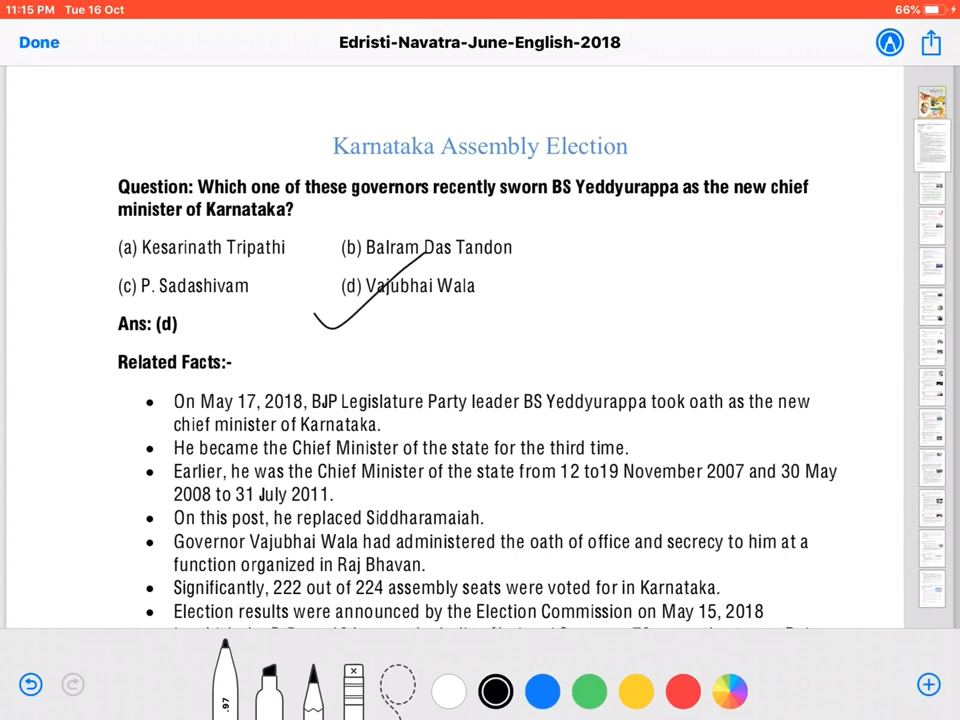 11:15 PM Tue 16 Oct 66%
Done Edristi-Navatra-June-English-2018
Karnataka Assembly Election
Question: Which one of these governors recently sworn BS Yeddyurappa as the new chief
minister of Karnataka?
(a) Kesarinath Tripathi (b) Balram Das Tandon
(c) P. Sadashivam (d) Vajubhai Wala
Ans: (d)
Related Facts:-
• On May 17, 2018, BJP Legislature Party leader BS Yeddyurappa took oath as the new
chief minister of Karnataka.
• He became the Chief Minister of the state for the third time.
• Earlier, he was the Chief Minister of the state from 12 to19 November 2007 and 30 May
2008 to 31 July 2011.
• On this post, he replaced Siddharamaiah.
• Governor Vajubhai Wala had administered the oath of office and secrecy to him at a
function organized in Raj Bhavan.
• Significantly, 222 out of 224 assembly seats were voted for in Karnataka.
• Election results were announced by the Election Commission on May 15, 2018
.97